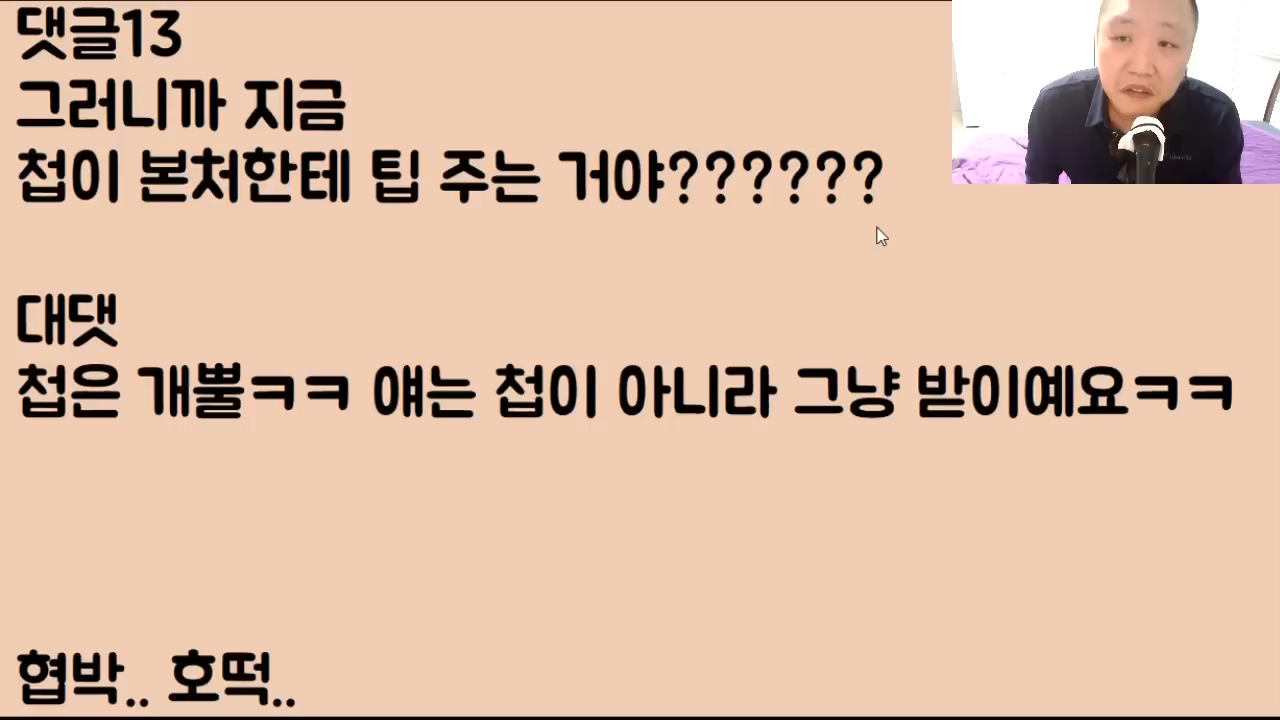 댓글13
그러니까 지금
첩이 본처한테 팁 주는 거야??????
대댓
첩은 개뿔ㅋㅋ 얘는 첩이 아니라 그냥 받이예요ㅋㅋ
협박.. 호떡..